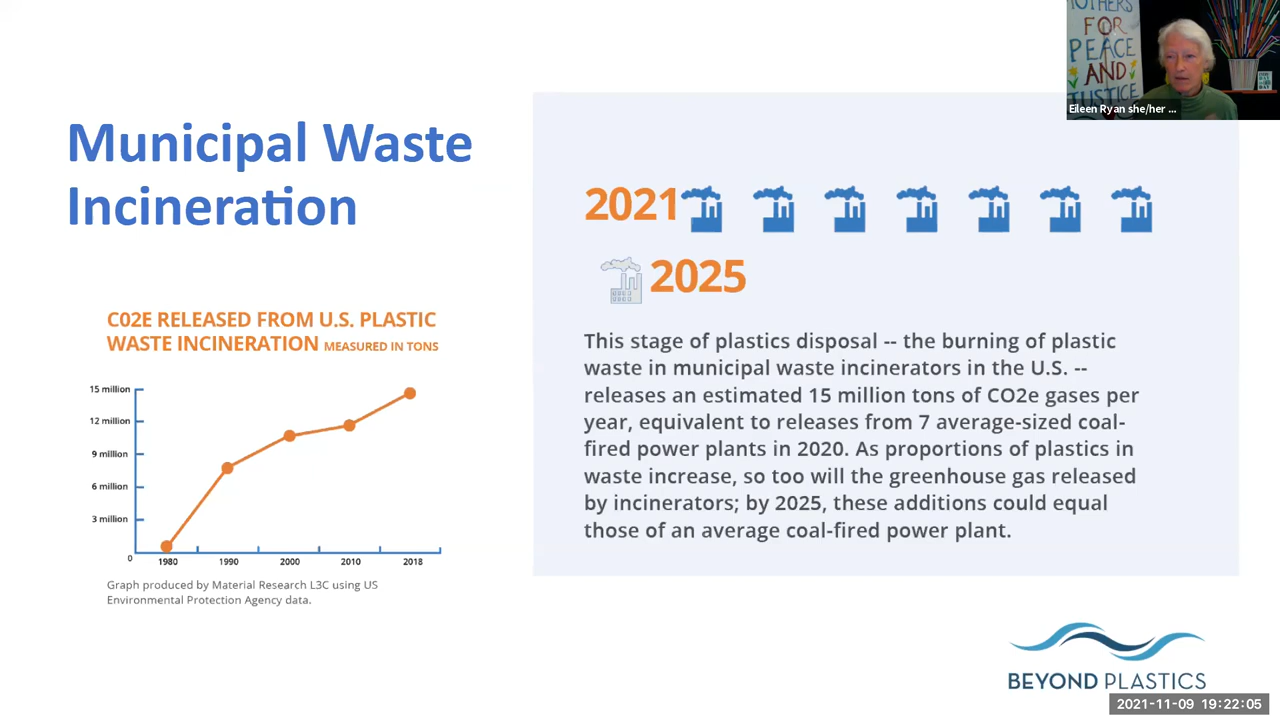 MOTHERS
FOR
PEACE
AND
JUSTICE
Eileen Ryan she/her ...
Municipal Waste
Incineration
2021
2025
C02E RELEASED FROM U.S. PLASTIC
WASTE INCINERATION MEASURED IN TONS
15 million
12 million
9 million
6 million
3 million
0
1980 1990 2000 2010 2018
Graph produced by Material Research L3C using US
Environmental Protection Agency data.
This stage of plastics disposal -- the burning of plastic
waste in municipal waste incinerators in the U.S. --
releases an estimated 15 million tons of CO2e gases per
year, equivalent to releases from 7 average-sized coal-
fired power plants in 2020. As proportions of plastics in
waste increase, so too will the greenhouse gas released
by incinerators; by 2025, these additions could equal
those of an average coal-fired power plant.
BEYOND PLASTICS
2021-11-09 19:22:05